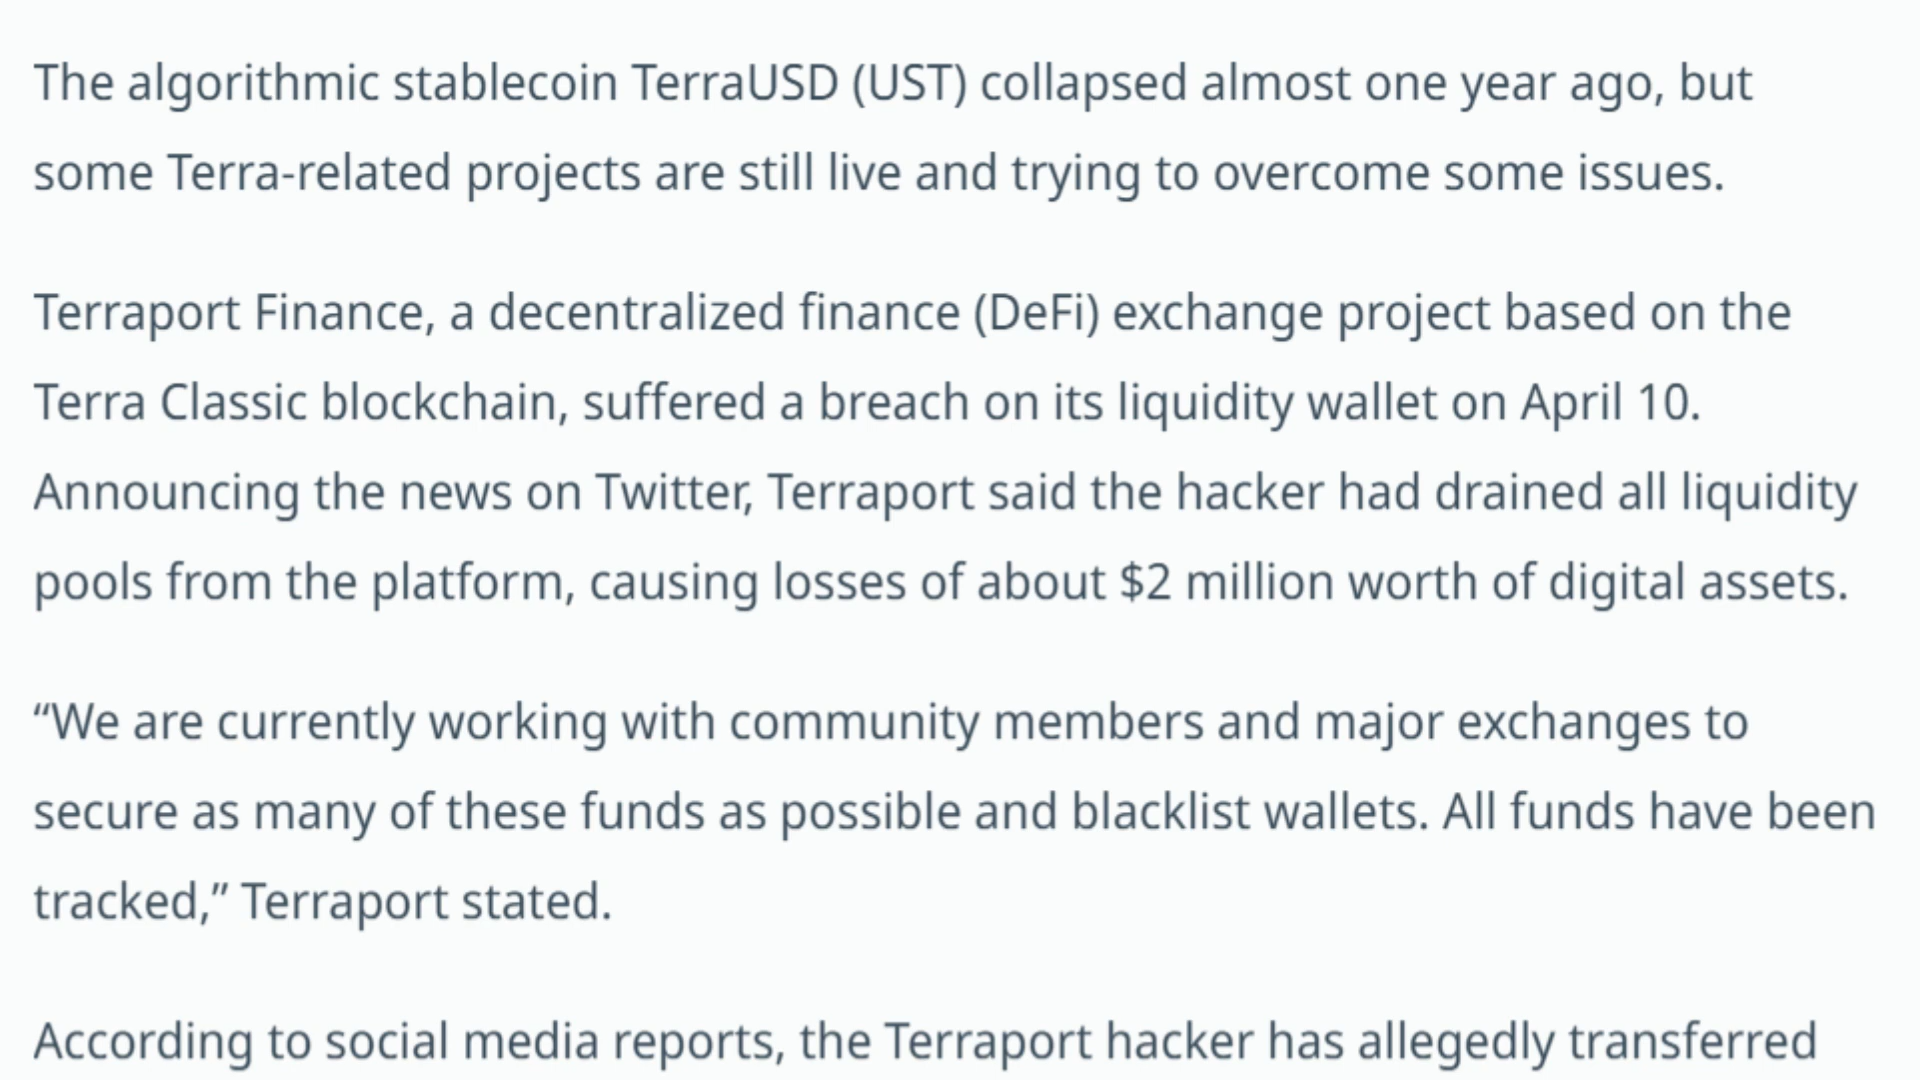 The algorithmic stablecoin TerraUSD (UST) collapsed almost one year ago, but
some Terra-related projects are still live and trying to overcome some issues.
Terraport Finance, a decentralized finance (DeFi) exchange project based on the
Terra Classic blockchain, suffered a breach on its liquidity wallet on April 10.
Announcing the news on Twitter, Terraport said the hacker had drained all liquidity
pools from the platform, causing losses of about $2 million worth of digital assets.
“We are currently working with community members and major exchanges to
secure as many of these funds as possible and blacklist wallets. All funds have been
tracked,” Terraport stated.
According to social media reports, the Terraport hacker has allegedly transferred